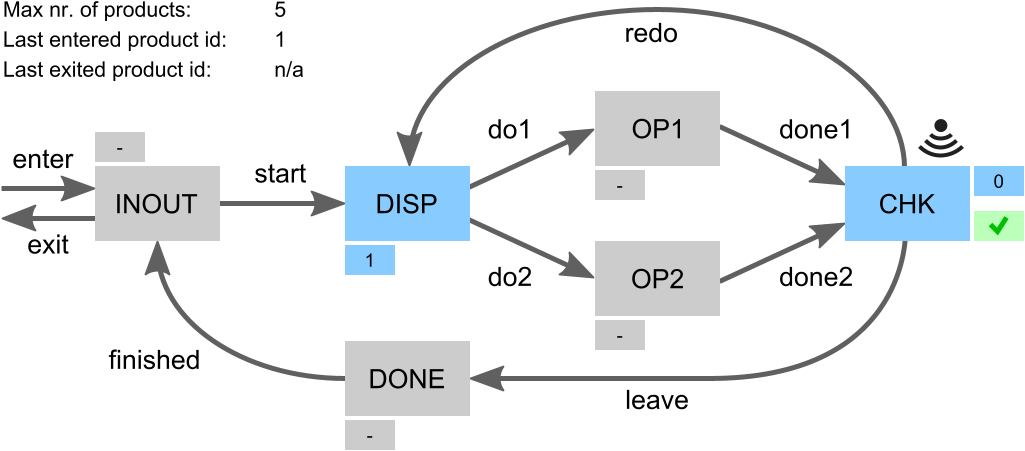 Max nr. of products: 5
Last entered product id: 1
Last exited product id: n/a
redo
do1
OP1
done1
-
enter
-
INOUT
start
DISP
1
-
CHK
0
exit
do2
OP2
done2
-
finished
DONE
-
leave